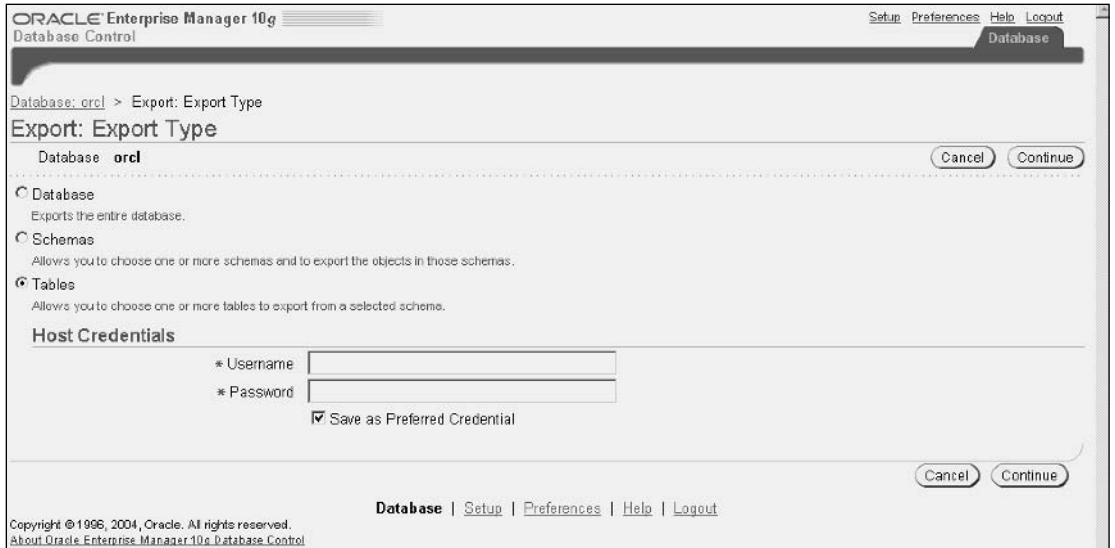 ORACLE Enterprise Manager 10g
Database Control
Setup Preferences Help Logout
Database
Database: orcl > Export: Export Type
Export: Export Type
Database orcl
Cancel Continue
Database
Exports the entire database.
Schemas
Allows you to choose one or more schemas and to export the objects in those schemas.
Tables
Allows you to choose one or more tables to export from a selected schema.
Host Credentials
* Username
* Password
Save as Preferred Credential
Cancel Continue
Database | Setup | Preferences | Help | Logout
Copyright © 1996, 2004, Oracle. All rights reserved.
About Oracle Enterprise Manager 10g Database Control